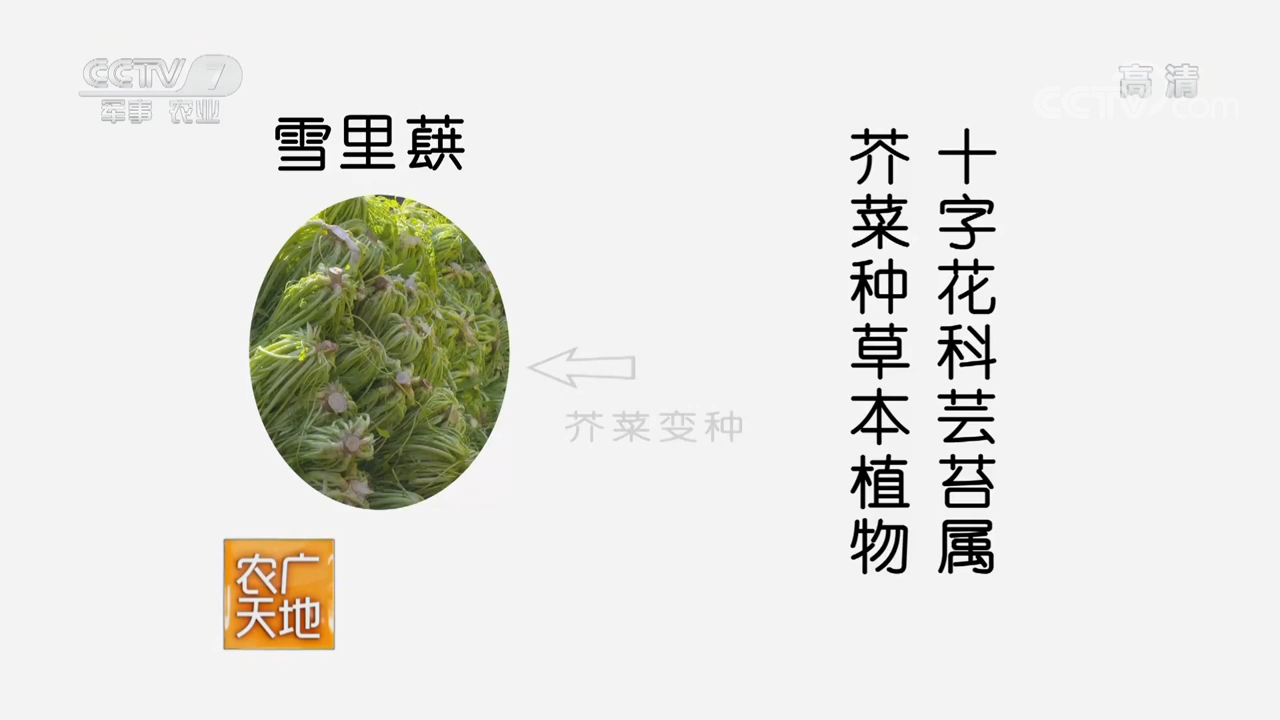 CCTV 7
军事 农业
高清
CCTV.com
雪里蕻
十字花科芸苔属
芥菜种草本植物
芥菜变种
农广
天地